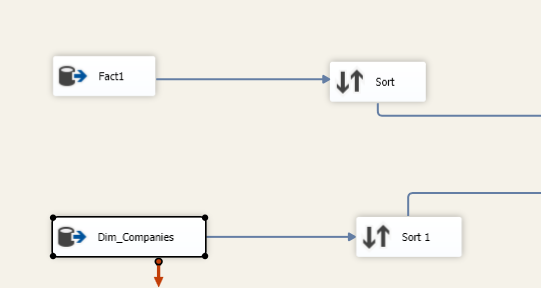 Fact1
Sort
Dim_Companies
Sort 1